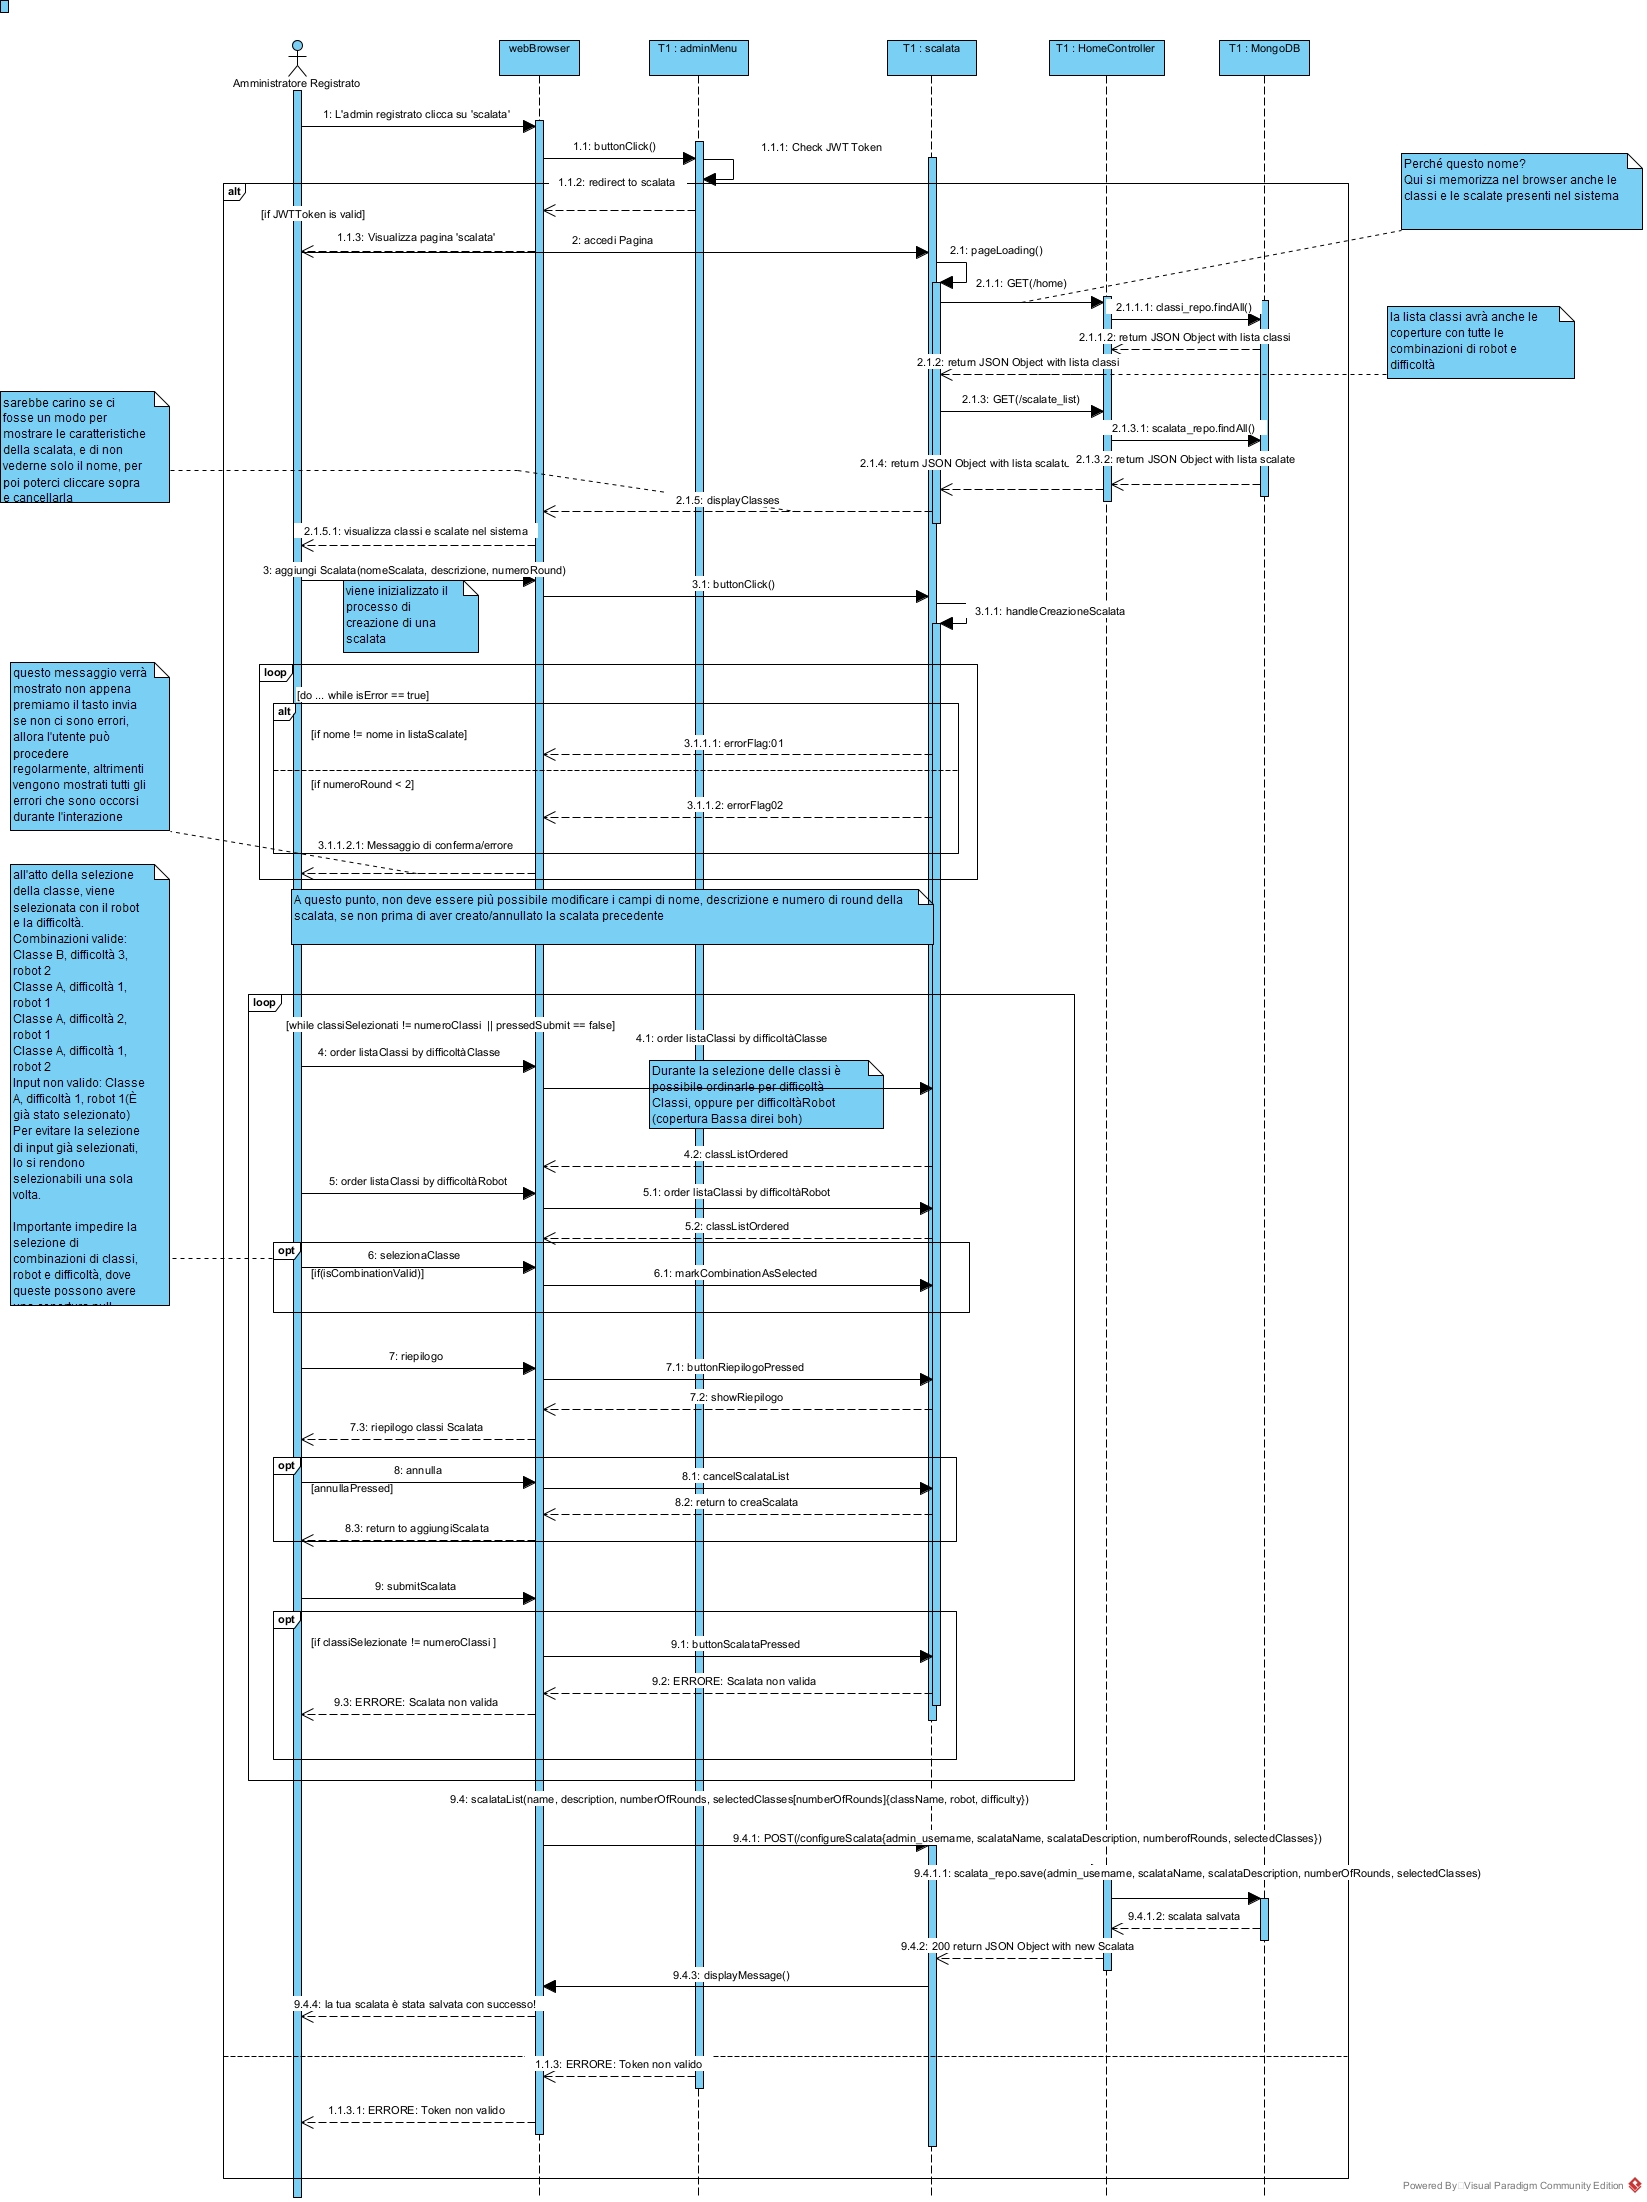 webBrowser
T1 : adminMenu
T1 : scalata
T1 : HomeController
T1 : MongoDB
Amministratore Registrato
1: L'admin registrato clicca su 'scalata'
1.1: buttonClick()
1.1.1: Check JWT Token
Perché questo nome?
Qui si memorizza nel browser anche le
classi e le scalate presenti nel sistema
alt
1.1.2: redirect to scalata
[if JWTToken is valid]
1.1.3: Visualizza pagina 'scalata'
2: accedi Pagina
2.1: pageLoading()
2.1.1: GET(/home)
2.1.1.1: classi_repo.findAll()
2.1.1.2: return JSON Object with lista classi
2.1.2: return JSON Object with lista classi
la lista classi avrà anche le
coperture con tutte le
combinazioni di robot e
difficoltà
2.1.3: GET(/scalate_list)
2.1.3.1: scalata_repo.findAll()
2.1.3.2: return JSON Object with lista scalate
2.1.4: return JSON Object with lista scalate
sarebbe carino se ci
fosse un modo per
mostrare le caratteristiche
della scalata, e di non
vederne solo il nome, per
poi poterci cliccare sopra
e cancellarla
2.1.5: displayClasses
2.1.5.1: visualizza classi e scalate nel sistema
3: aggiungi Scalata(nomeScalata, descrizione, numeroRound)
viene inizializzato il
processo di
creazione di una
scalata
3.1: buttonClick()
3.1.1: handleCreazioneScalata
questo messaggio verrà
mostrato non appena
premiamo il tasto invia
se non ci sono errori,
allora l'utente può
procedere
regolarmente, altrimenti
vengono mostrati tutti gli
errori che sono occorsi
durante l'interazione
loop
[do ... while isError == true]
alt
[if nome != nome in listaScalate]
3.1.1.1: errorFlag:01
[if numeroRound < 2]
3.1.1.2: errorFlag02
3.1.1.2.1: Messaggio di conferma/errore
A questo punto, non deve essere più possibile modificare i campi di nome, descrizione e numero di round della
scalata, se non prima di aver creato/annullato la scalata precedente
all'atto della selezione
della classe, viene
selezionata con il robot
e la difficoltà.
Combinazioni valide:
Classe B, difficoltà 3,
robot 2
Classe A, difficoltà 1,
robot 1
Classe A, difficoltà 2,
robot 1
Classe A, difficoltà 1,
robot 2
Input non valido: Classe
A, difficoltà 1, robot 1(È
già stato selezionato)
Per evitare la selezione
di input già selezionati,
lo si rendono
selezionabili una sola
volta.
Importante impedire la
selezione di
combinazioni di classi,
robot e difficoltà, dove
queste possono avere
loop
[while classiSelezionati != numeroClassi || pressedSubmit == false]
4: order listaClassi by difficoltàClasse
4.1: order listaClassi by difficoltàClasse
Durante la selezione delle classi è
possibile ordinarle per difficoltà
Classi, oppure per difficoltàRobot
(copertura Bassa direi boh)
4.2: classListOrdered
5: order listaClassi by difficoltàRobot
5.1: order listaClassi by difficoltàRobot
5.2: classListOrdered
opt
6: selezionaClasse
[if(isCombinationValid)]
6.1: markCombinationAsSelected
7: riepilogo
7.1: buttonRiepilogoPressed
7.2: showRiepilogo
7.3: riepilogo classi Scalata
opt
8: annulla
[annullaPressed]
8.1: cancelScalataList
8.2: return to creaScalata
8.3: return to aggiungiScalata
9: submitScalata
opt
[if classiSelezionate != numeroClassi ]
9.1: buttonScalataPressed
9.2: ERRORE: Scalata non valida
9.3: ERRORE: Scalata non valida
9.4: scalataList(name, description, numberOfRounds, selectedClasses[numberOfRounds]{className, robot, difficulty})
9.4.1: POST(/configureScalata{admin_username, scalataName, scalataDescription, numberofRounds, selectedClasses})
9.4.1.1: scalata_repo.save(admin_username, scalataName, scalataDescription, numberOfRounds, selectedClasses)
9.4.1.2: scalata salvata
9.4.2: 200 return JSON Object with new Scalata
9.4.3: displayMessage()
9.4.4: la tua scalata è stata salvata con successo!
1.1.3: ERRORE: Token non valido
1.1.3.1: ERRORE: Token non valido
Powered By Visual Paradigm Community Edition